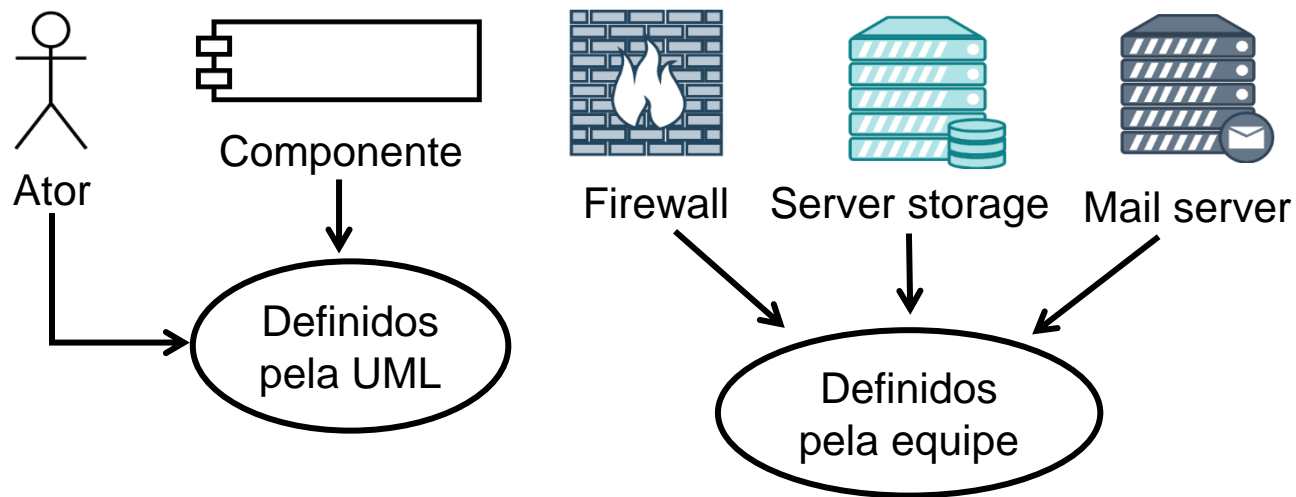 Ator
Componente
Firewall
Server storage
Mail server
Definidos
pela UML
Definidos
pela equipe